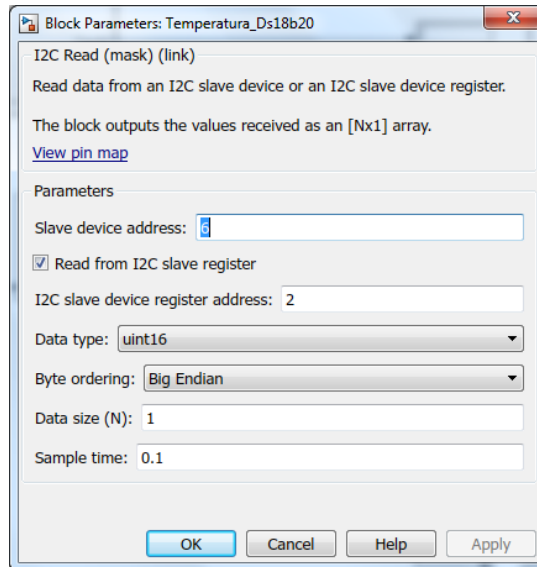 Block Parameters: Temperatura_Ds18b20
I2C Read (mask) (link)
Read data from an I2C slave device or an I2C slave device register.
The block outputs the values received as an [Nx1] array.
View pin map
Parameters
Slave device address: 6
Read from I2C slave register
I2C slave device register address: 2
Data type: uint16
Byte ordering: Big Endian
Data size (N): 1
Sample time: 0.1
OK Cancel Help Apply